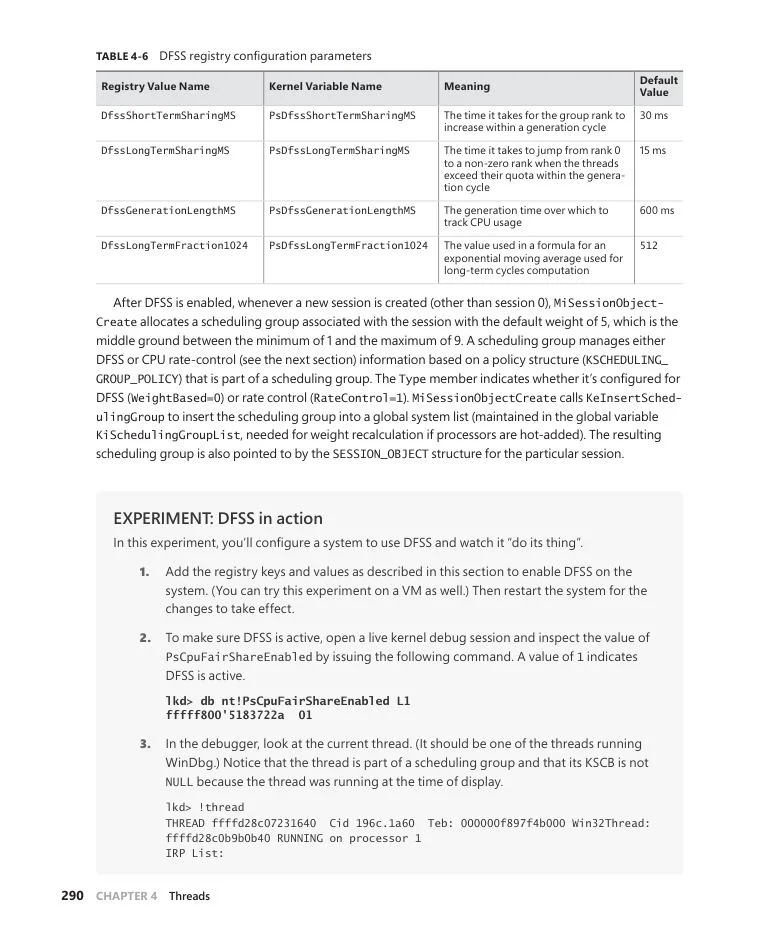 TABLE 4-6 DFSS registry configuration parameters
Registry Value Name Kernel Variable Name Meaning Default Value
DfssShortTermSharingMS PsDfssShortTermSharingMS The time it takes for the group rank to
increase within a generation cycle 30 ms
DfssLongTermSharingMS PsDfssLongTermSharingMS The time it takes to jump from rank 0
to a non-zero rank when the threads
exceed their quota within the genera-
tion cycle 15 ms
DfssGenerationLengthMS PsDfssGenerationLengthMS The generation time over which to
track CPU usage 600 ms
DfssLongTermFraction1024 PsDfssLongTermFraction1024 The value used in a formula for an
exponential moving average used for
long-term cycles computation 512
After DFSS is enabled, whenever a new session is created (other than session 0), MiSessionObject-
Create allocates a scheduling group associated with the session with the default weight of 5, which is the
middle ground between the minimum of 1 and the maximum of 9. A scheduling group manages either
DFSS or CPU rate-control (see the next section) information based on a policy structure (KSCHEDULING_
GROUP_POLICY) that is part of a scheduling group. The Type member indicates whether it's configured for
DFSS (WeightBased=0) or rate control (RateControl=1). MiSessionObjectCreate calls KeInsertSched-
ulingGroup to insert the scheduling group into a global system list (maintained in the global variable
KiSchedulingGroupList, needed for weight recalculation if processors are hot-added). The resulting
scheduling group is also pointed to by the SESSION_OBJECT structure for the particular session.
EXPERIMENT: DFSS in action
In this experiment, you'll configure a system to use DFSS and watch it "do its thing".
1. Add the registry keys and values as described in this section to enable DFSS on the
system. (You can try this experiment on a VM as well.) Then restart the system for the
changes to take effect.
2. To make sure DFSS is active, open a live kernel debug session and inspect the value of
PsCpuFairShareEnabled by issuing the following command. A value of 1 indicates
DFSS is active.
lkd> db nt!PsCpuFairShareEnabled L1
fffff800'5183722a 01
3. In the debugger, look at the current thread. (It should be one of the threads running
WinDbg.) Notice that the thread is part of a scheduling group and that its KSCB is not
NULL because the thread was running at the time of display.
lkd> !thread
THREAD ffffd28c07231640 Cid 196c.1a60 Teb: 000000f897f4b000 Win32Thread:
ffffd28c0b9b0b40 RUNNING on processor 1
IRP List:
290 CHAPTER 4 Threads